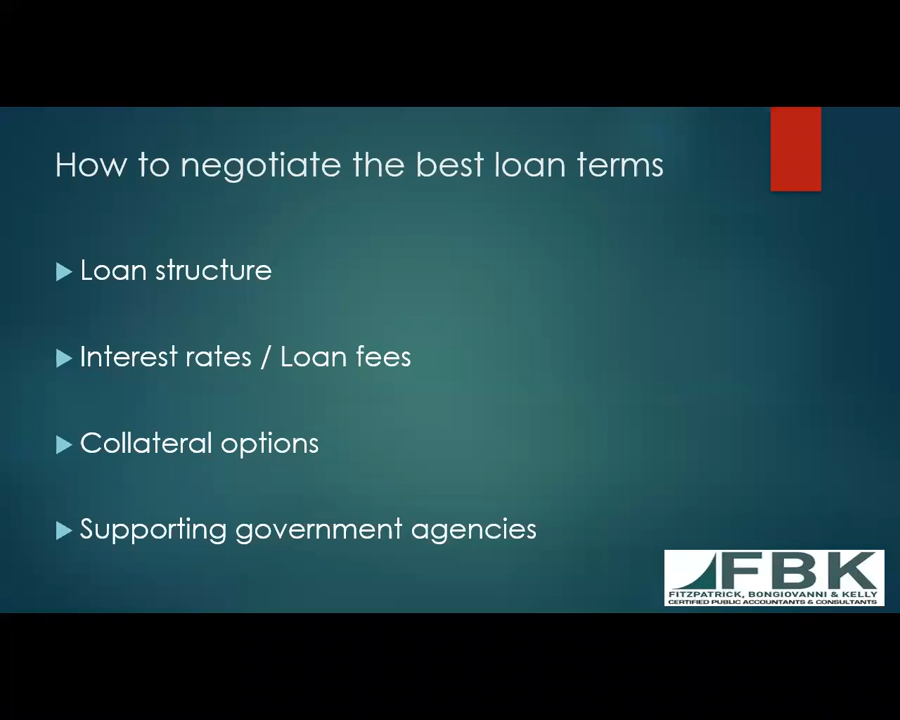 How to negotiate the best loan terms
Loan structure
Interest rates / Loan fees
Collateral options
Supporting government agencies
FBK
FITZPATRICK, BONGIOVANNI & KELLY
CERTIFIED PUBLIC ACCOUNTANTS & CONSULTANTS